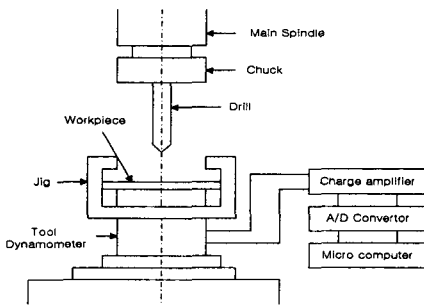 Main Spindle
Chuck
Drill
Workpiece
Jig
Charge amplifier
A/D Convertor
Tool
Dynamometer
Micro computer